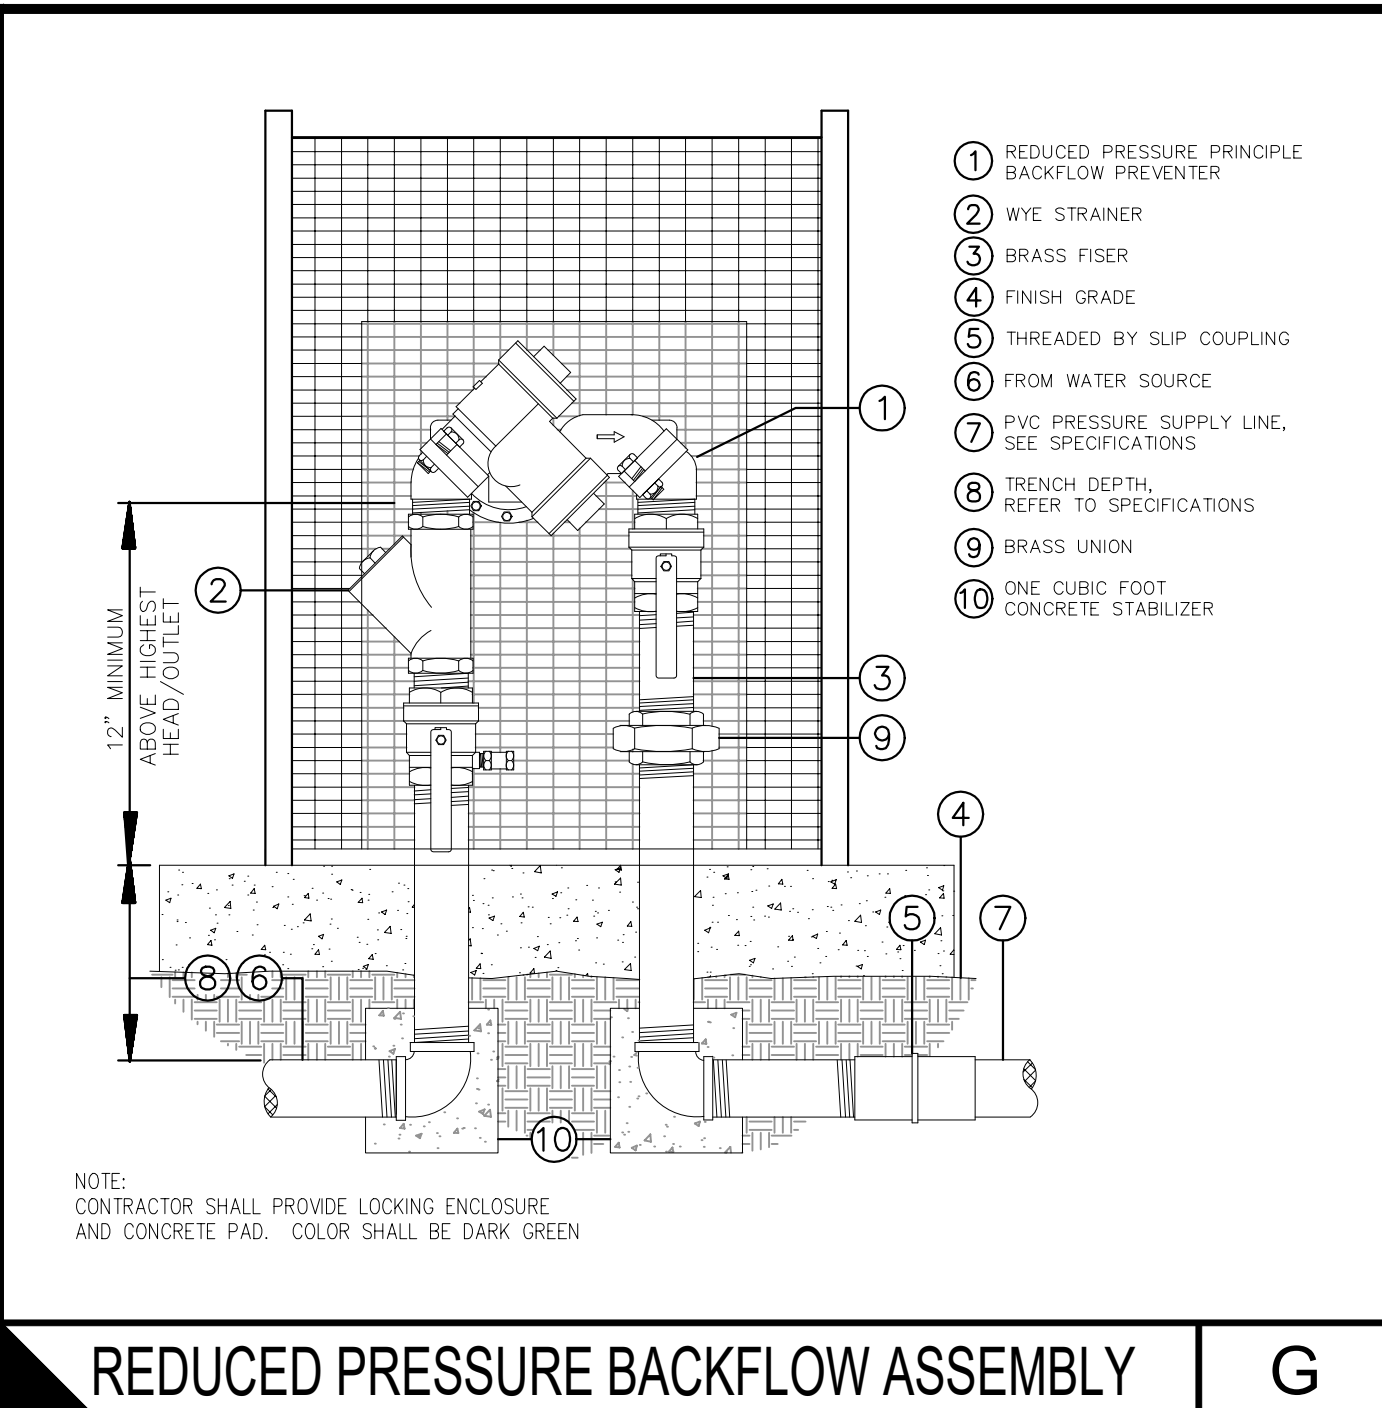 1 REDUCED PRESSURE PRINCIPLE
BACKFLOW PREVENTER
2 WYE STRAINER
3 BRASS FISER
4 FINISH GRADE
5 THREADED BY SLIP COUPLING
6 FROM WATER SOURCE
7 PVC PRESSURE SUPPLY LINE,
SEE SPECIFICATIONS
8 TRENCH DEPTH,
REFER TO SPECIFICATIONS
9 BRASS UNION
10 ONE CUBIC FOOT
CONCRETE STABILIZER
1
2
12” MINIMUM
ABOVE HIGHEST
HEAD/OUTLET
3
9
4
5
7
8
6
10
NOTE:
CONTRACTOR SHALL PROVIDE LOCKING ENCLOSURE
AND CONCRETE PAD. COLOR SHALL BE DARK GREEN
REDUCED PRESSURE BACKFLOW ASSEMBLY
G